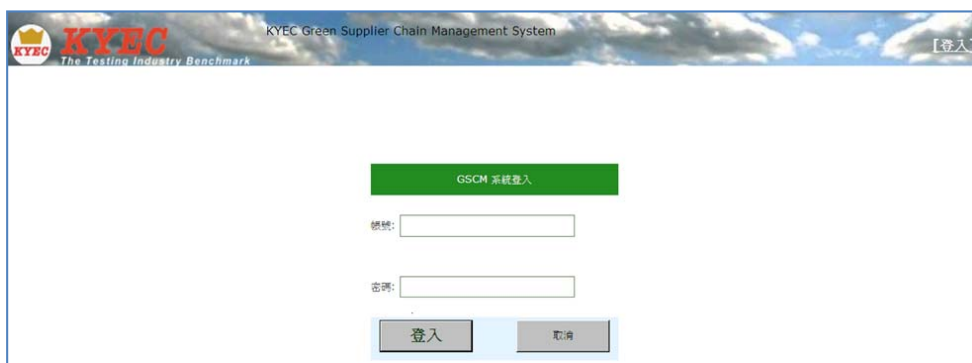 KYEC Green Supplier Chain Management System
KYEC
KYEC
The Testing Industry Benchmark
[登入]
GSCM 系統登入
帳號:
密碼:
登入
取消